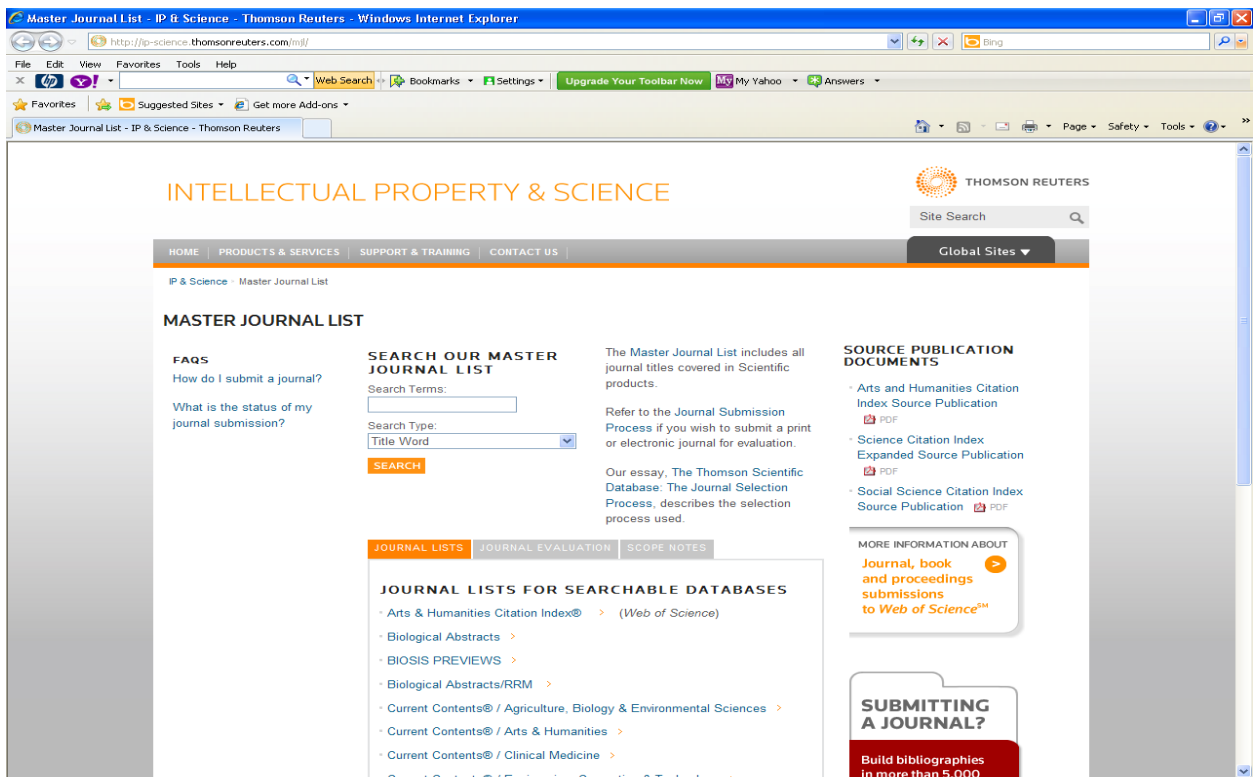 Master Journal List - IP & Science - Thomson Reuters - Windows Internet Explorer
http://ip-science.thomsonreuters.com/mjl/
Bing
File Edit View Favorites Tools Help
Web Search Bookmarks Settings Upgrade Your Toolbar Now My Yahoo Answers
Favorites Suggested Sites Get more Add-ons
Master Journal List - IP & Science - Thomson Reuters
Page Safety Tools
INTELLECTUAL PROPERTY & SCIENCE
THOMSON REUTERS
Site Search
HOME | PRODUCTS & SERVICES | SUPPORT & TRAINING | CONTACT US |
Global Sites
IP & Science Master Journal List
MASTER JOURNAL LIST
FAQS
How do I submit a journal?
What is the status of my
journal submission?
SEARCH OUR MASTER
JOURNAL LIST
Search Terms:
Search Type:
Title Word
SEARCH
The Master Journal List includes all
journal titles covered in Scientific
products.
Refer to the Journal Submission
Process if you wish to submit a print
or electronic journal for evaluation.
Our essay, The Thomson Scientific
Database: The Journal Selection
Process, describes the selection
process used.
SOURCE PUBLICATION
DOCUMENTS
Arts and Humanities Citation
Index Source Publication
PDF
Science Citation Index
Expanded Source Publication
PDF
Social Science Citation Index
Source Publication PDF
MORE INFORMATION ABOUT
Journal, book
and proceedings
submissions
to Web of Science℠
JOURNAL LISTS JOURNAL EVALUATION SCOPE NOTES
JOURNAL LISTS FOR SEARCHABLE DATABASES
Arts & Humanities Citation Index® > (Web of Science)
Biological Abstracts >
BIOSIS PREVIEWS >
Biological Abstracts/RRM >
Current Contents® / Agriculture, Biology & Environmental Sciences >
Current Contents® / Arts & Humanities >
Current Contents® / Clinical Medicine >
SUBMITTING
A JOURNAL?
Build bibliographies
in more than 5,000